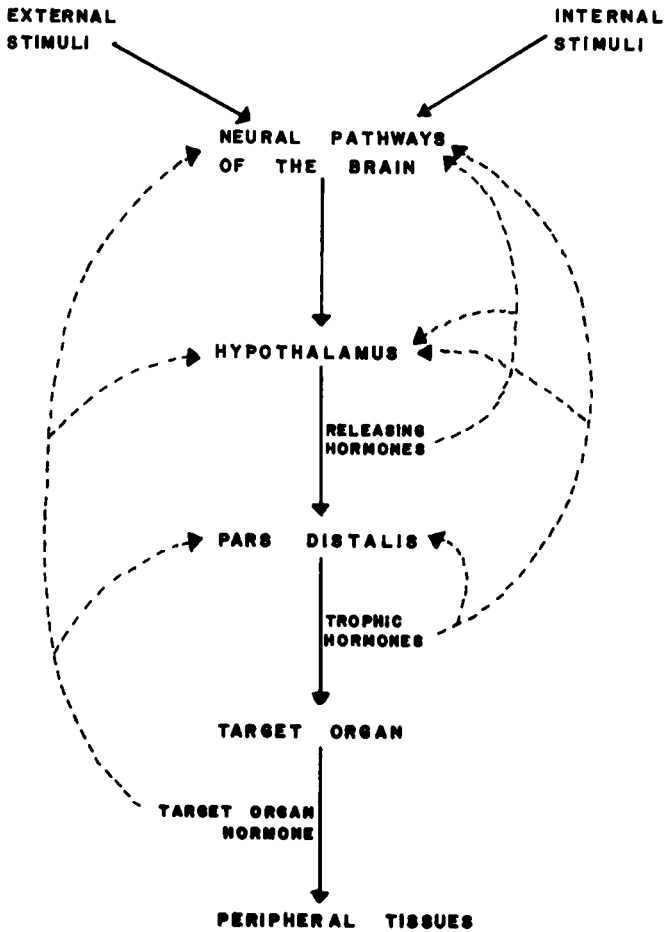 EXTERNAL
STIMULI
INTERNAL
STIMULI
NEURAL PATHWAYS
OF THE BRAIN
HYPOTHALAMUS
RELEASING
HORMONES
PARS DISTALIS
TROPHIC
HORMONES
TARGET ORGAN
TARGET ORGAN
HORMONE
PERIPHERAL TISSUES